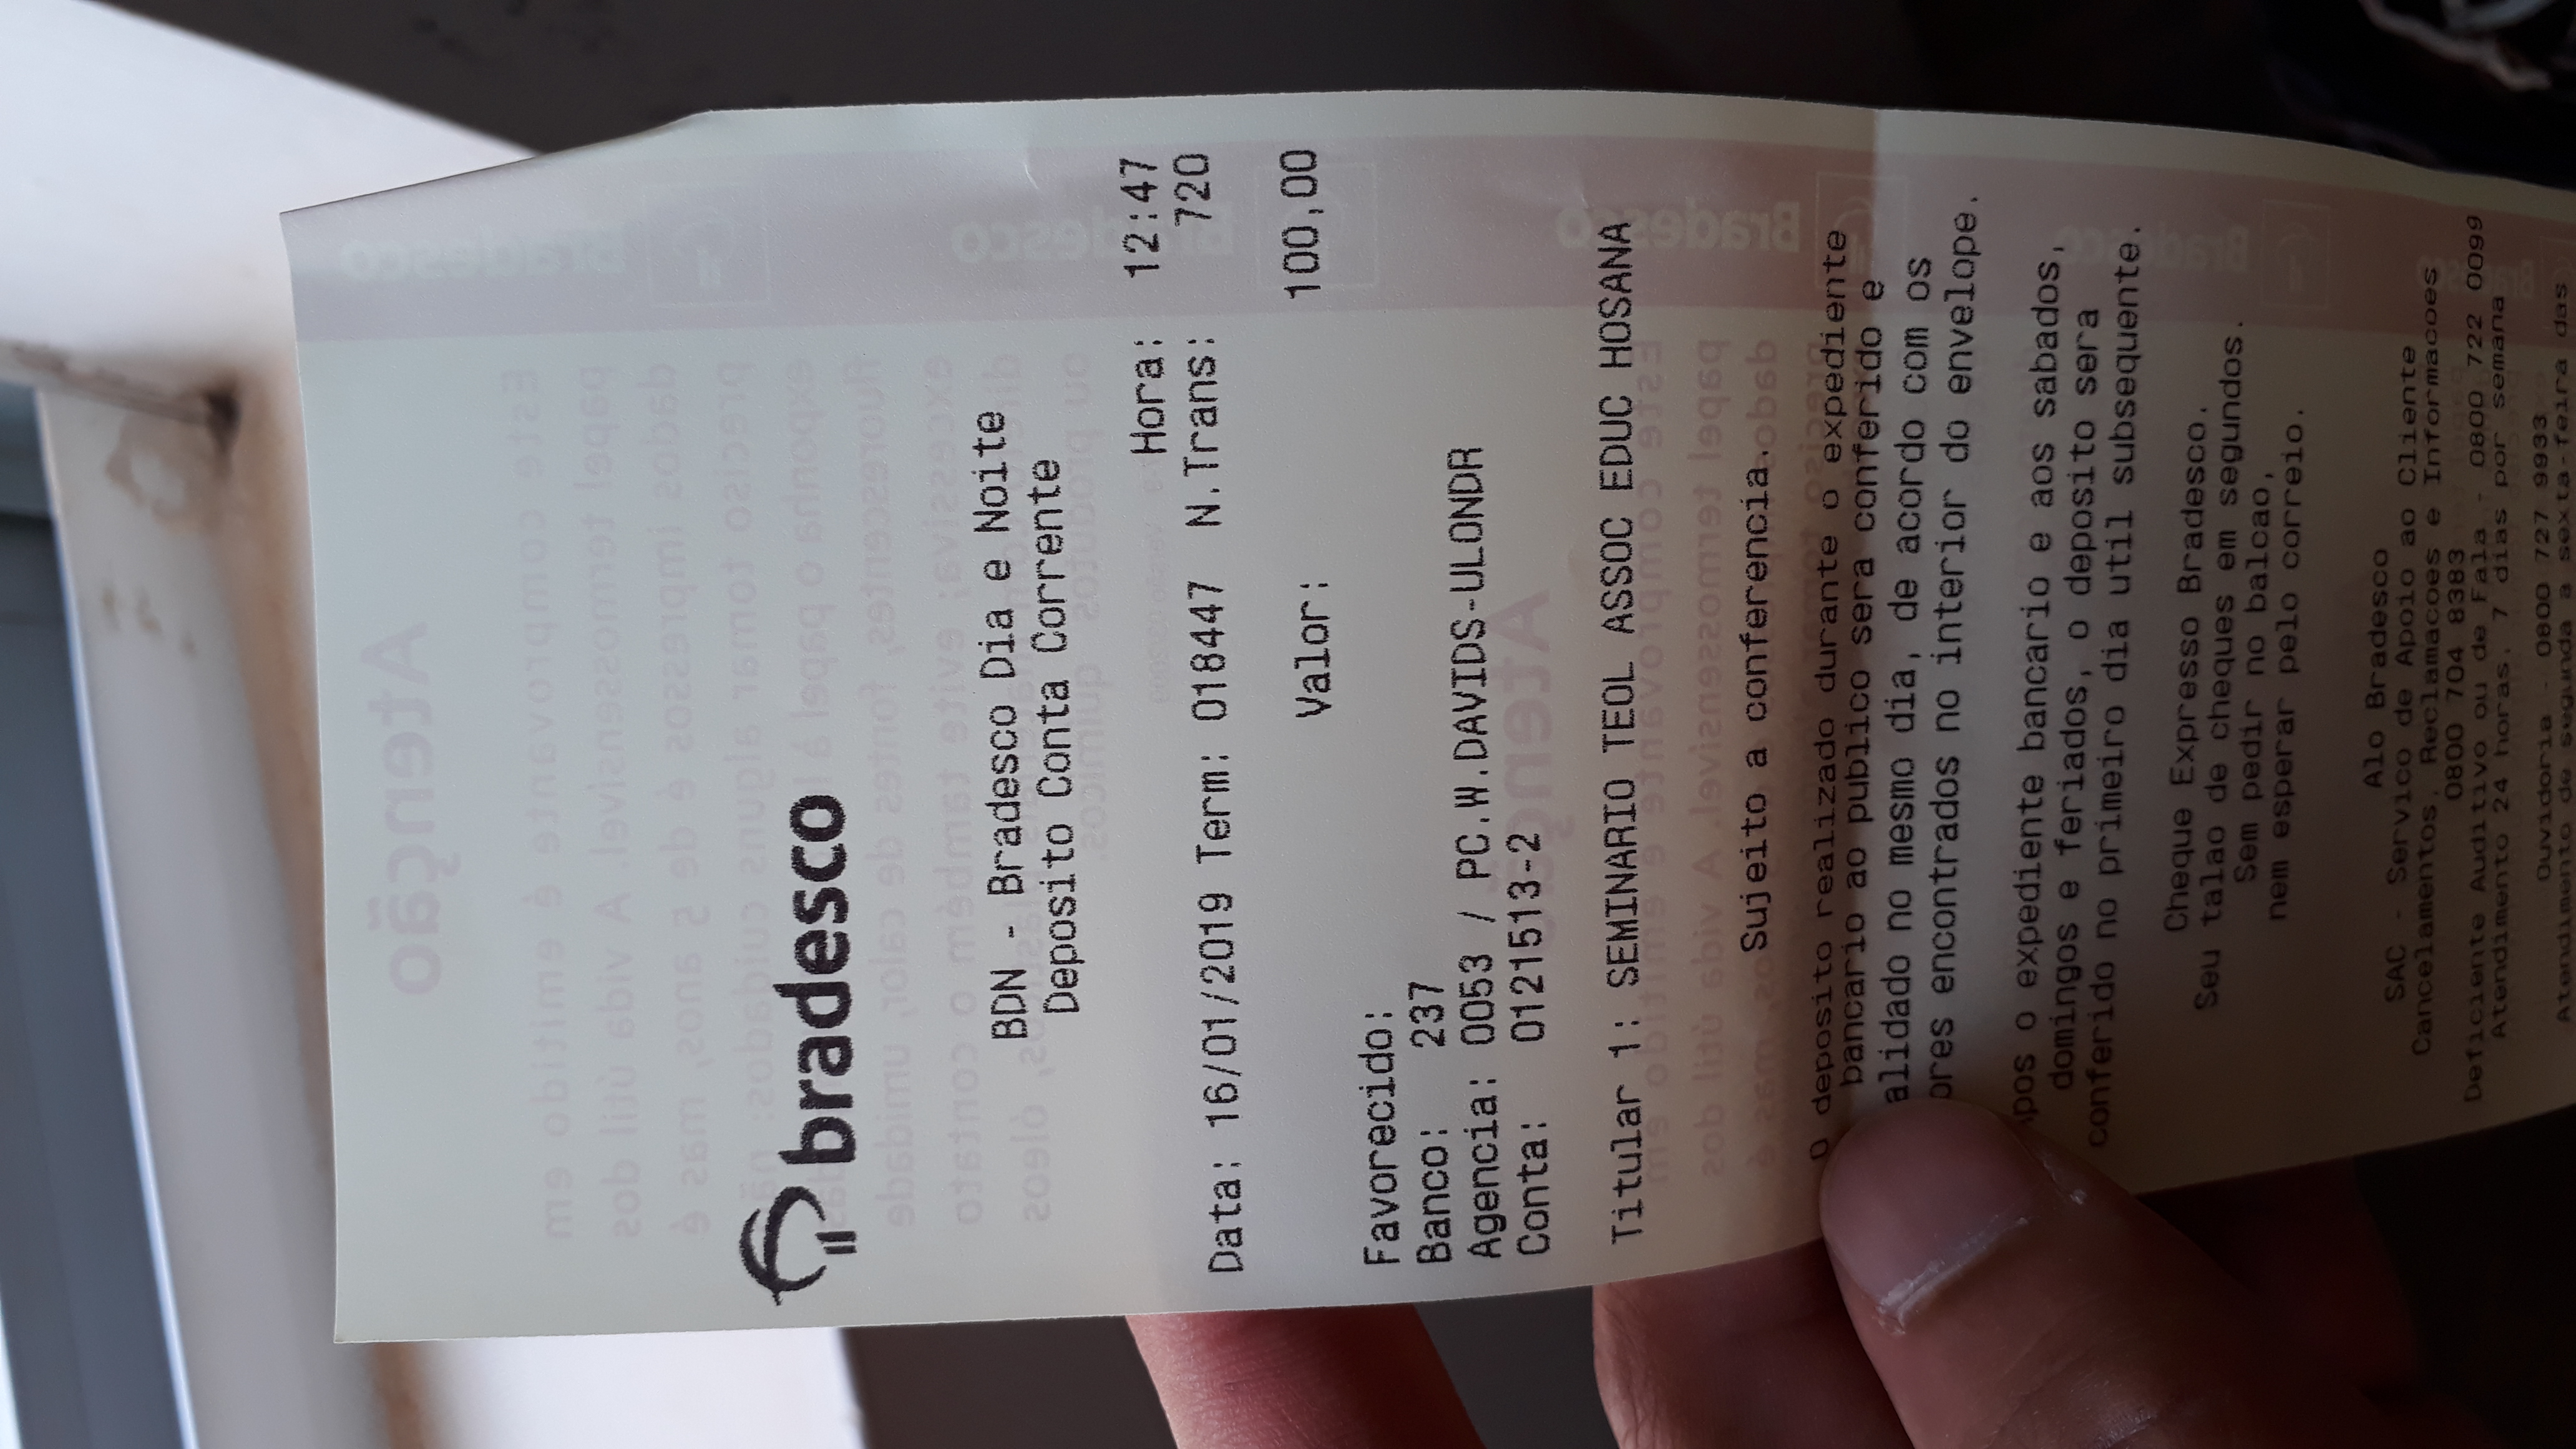 bradesco
BDN - Bradesco Dia e Noite
Deposito Conta Corrente
Hora: 12:47
Data: 16/01/2019 Term: 018447 N.Trans: 720
Valor: 100,00
Favorecido:
Banco: 237
Agencia: 0053 / PC.W.DAVIDS-ULONDR
Conta: 0121513-2
Titular 1: SEMINARIO TEOL ASSOC EDUC HOSANA
Sujeito a conferencia.
O deposito realizado durante o expediente
bancario ao publico sera conferido e
alidado no mesmo dia, de acordo com os
ores encontrados no interior do envelope.
pos o expediente bancario e aos sabados,
domingos e feriados, o deposito sera
conferido no primeiro dia util subsequente.
Cheque Expresso Bradesco.
Seu talao de cheques em segundos.
Sem pedir no balcao,
nem esperar pelo correio.
Alo Bradesco
SAC - Servico de Apoio ao Cliente
Cancelamentos, Reclamacoes e Informacoes
0800 704 8383
Deficiente Auditivo ou de Fala - 0800 722 0099
Atendimento 24 horas, 7 dias por semana
Ouvidoria - 0800 727 9933
Atendimento de segunda a sexta-feira das